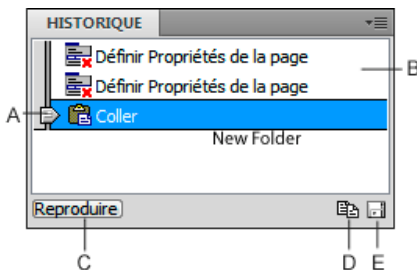 HISTORIQUE
Définir Propriétés de la page
B
Définir Propriétés de la page
A
Coller
New Folder
Reproduire
C
D
E